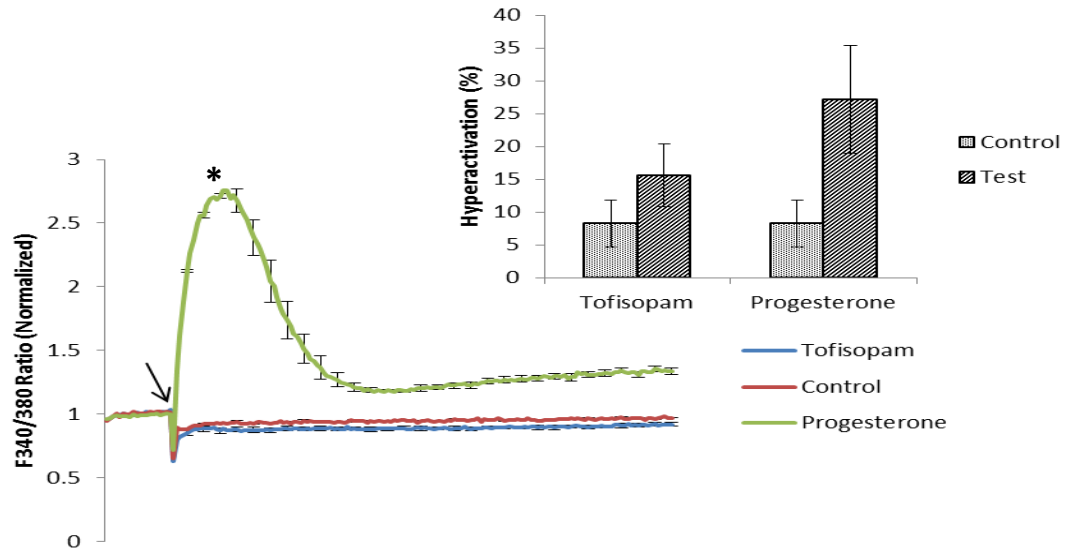 Hyperactivation (%)
40
35
30
25
20
15
10
5
0
Tofisopam
Progesterone
Control
Test
F340/380 Ratio (Normalized)
3
2.5
2
1.5
1
0.5
0
*
Tofisopam
Control
Progesterone